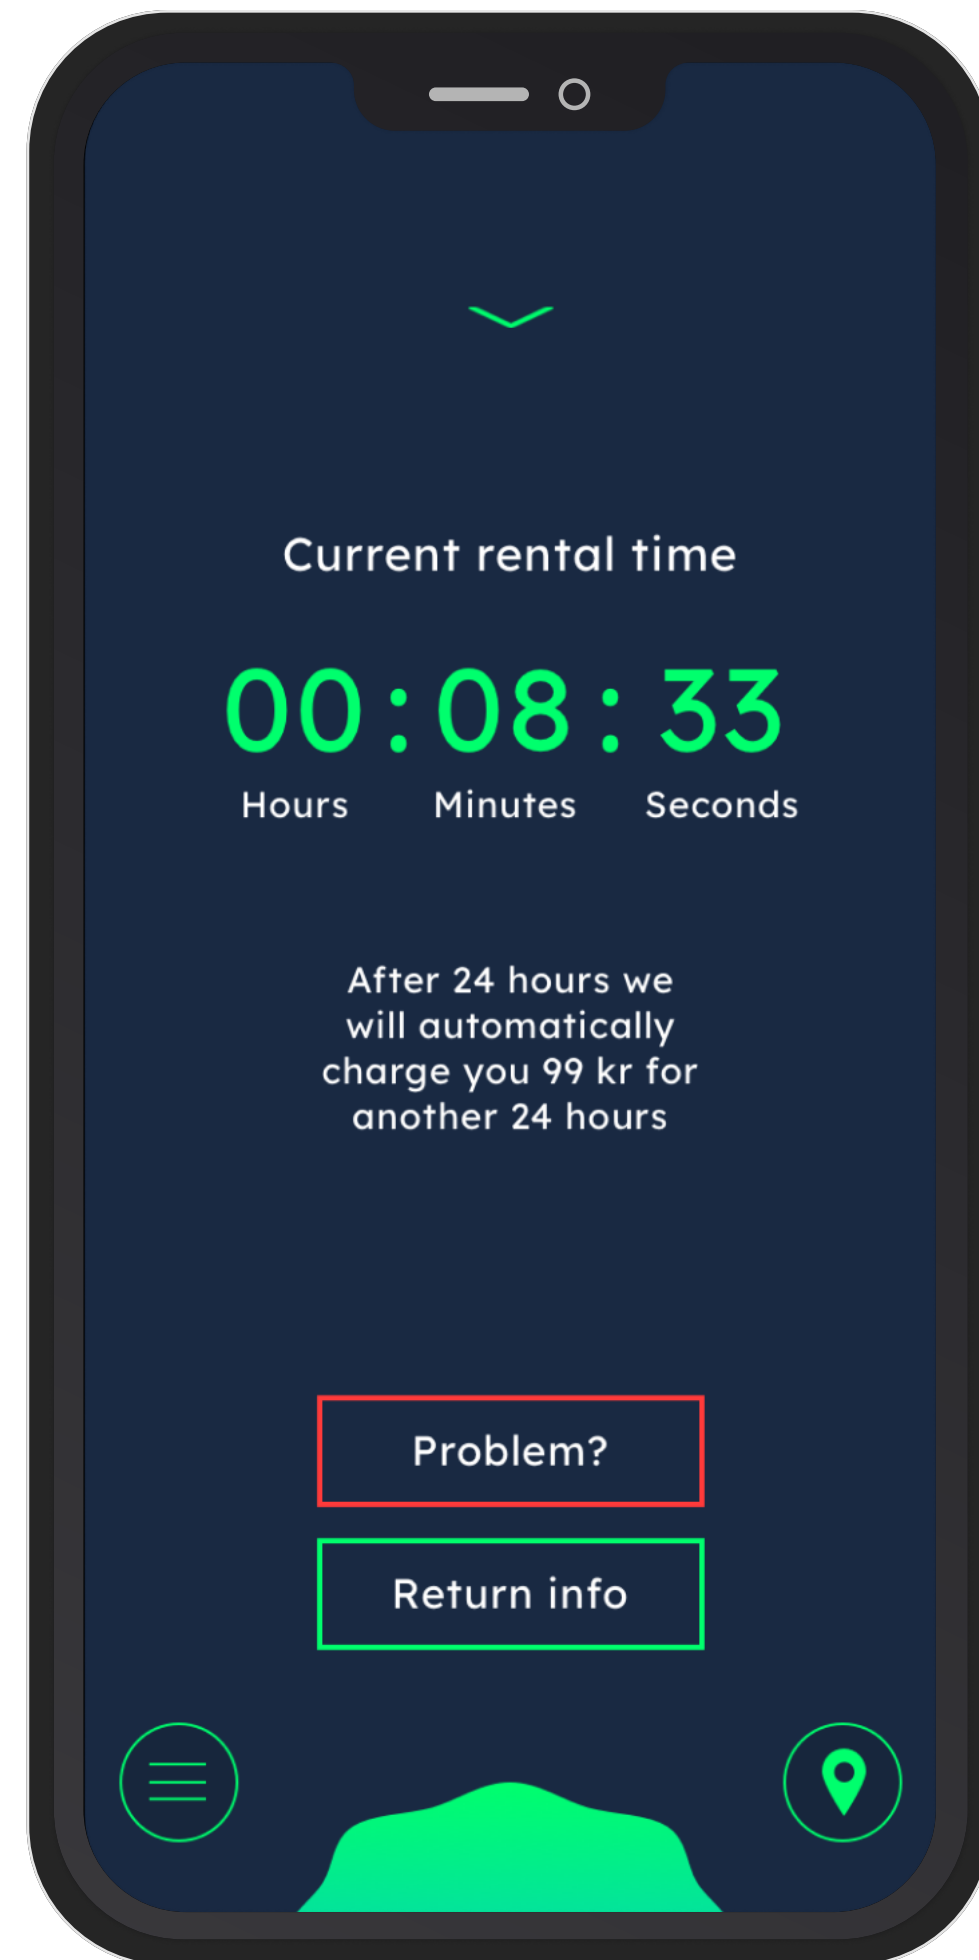 Current rental time
00 : 08 : 33
Hours Minutes Seconds
After 24 hours we
will automatically
charge you 99 kr for
another 24 hours
Problem?
Return info